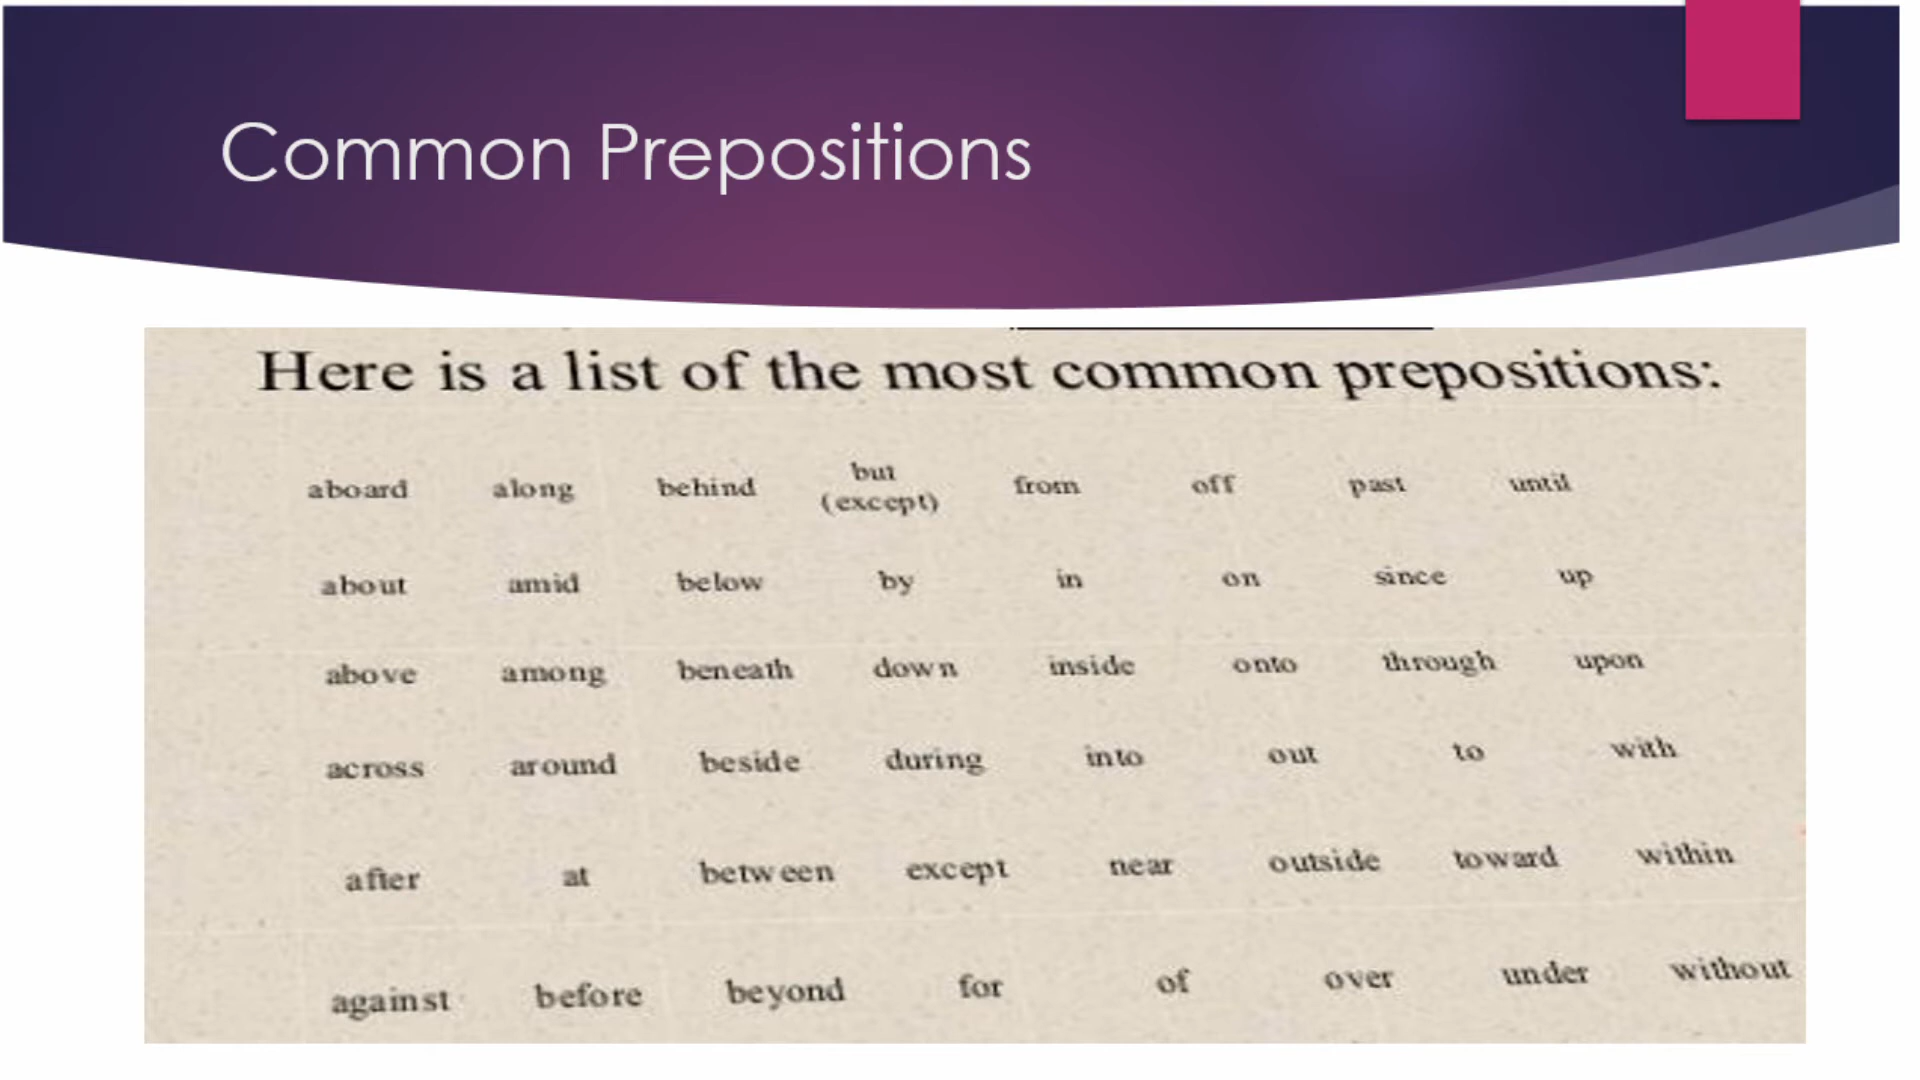 Common Prepositions
Here is a list of the most common prepositions:
aboard along behind but (except) from off past until
about amid below by in on since up
above among beneath down inside onto through upon
across around beside during into out to with
after at between except near outside toward within
against before beyond for of over under without